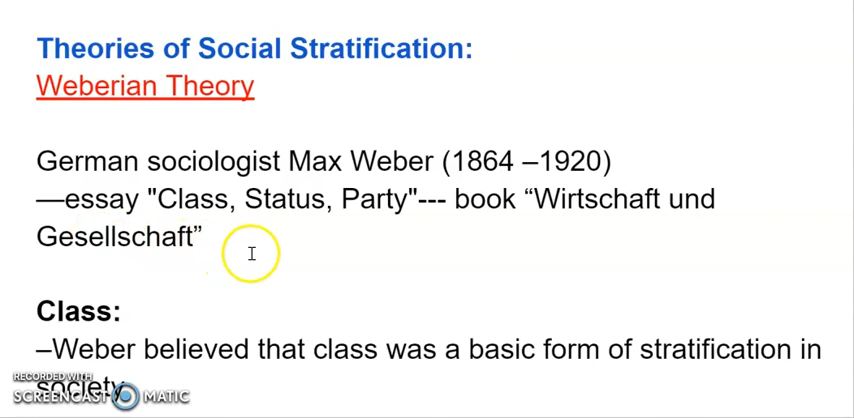 Theories of Social Stratification:
Weberian Theory
German sociologist Max Weber (1864 –1920)
—essay "Class, Status, Party"--- book “Wirtschaft und
Gesellschaft”
Class:
–Weber believed that class was a basic form of stratification in
society
RECORDED WITH
SCREENCAST MATIC